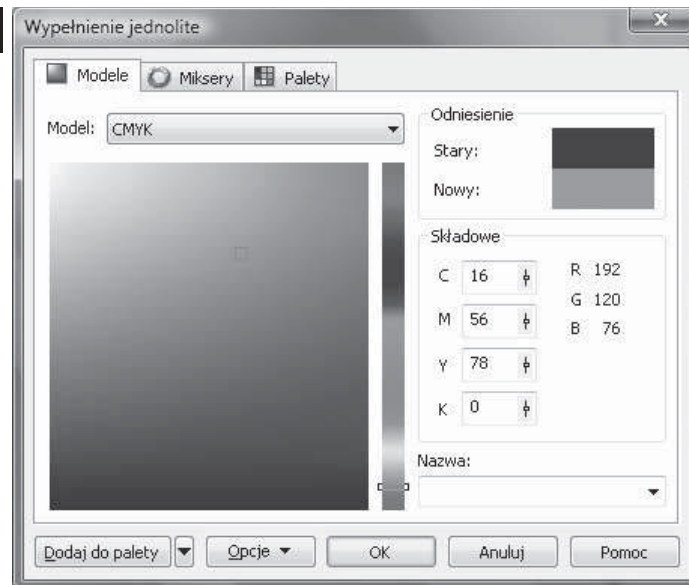 Wypełnienie jednolite
Modele Miksery Palety
Model: CMYK
Odniesienie
Stary:
Nowy:
Składowe
C 16
M 56
Y 78
K 0
R 192
G 120
B 76
Nazwa:
Dodaj do palety Opcje OK Anuluj Pomoc